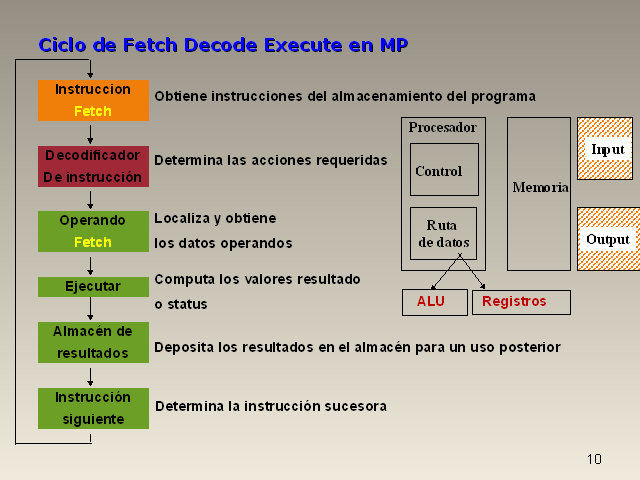 Ciclo de Fetch Decode Execute en MP
Instruccion
Fetch
Obtiene instrucciones del almacenamiento del programa
Decodificador
De instrucción
Determina las acciones requeridas
Operando
Fetch
Localiza y obtiene
los datos operandos
Ejecutar
Computa los valores resultado
o status
Almacén de
resultados
Deposita los resultados en el almacén para un uso posterior
Instrucción
siguiente
Determina la instrucción sucesora
Procesador
Control
Ruta
de datos
ALU
Registros
Memoria
Input
Output
10